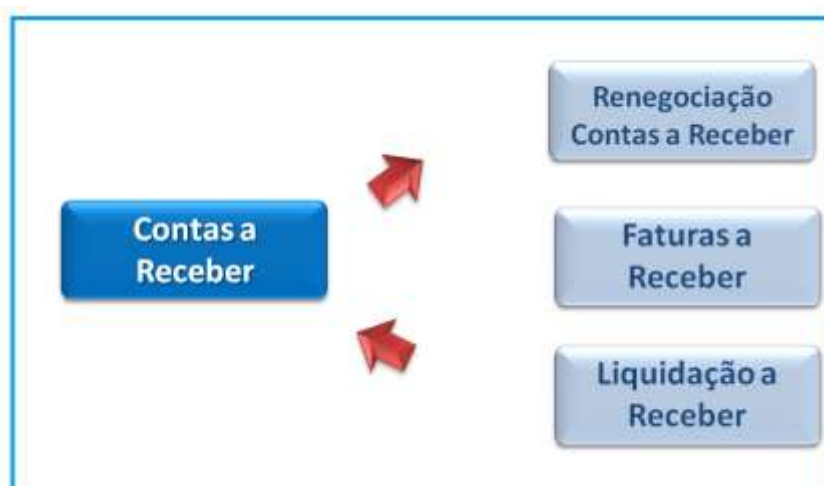 Renegociação
Contas a Receber
Contas a
Receber
Faturas a
Receber
Liquidação a
Receber